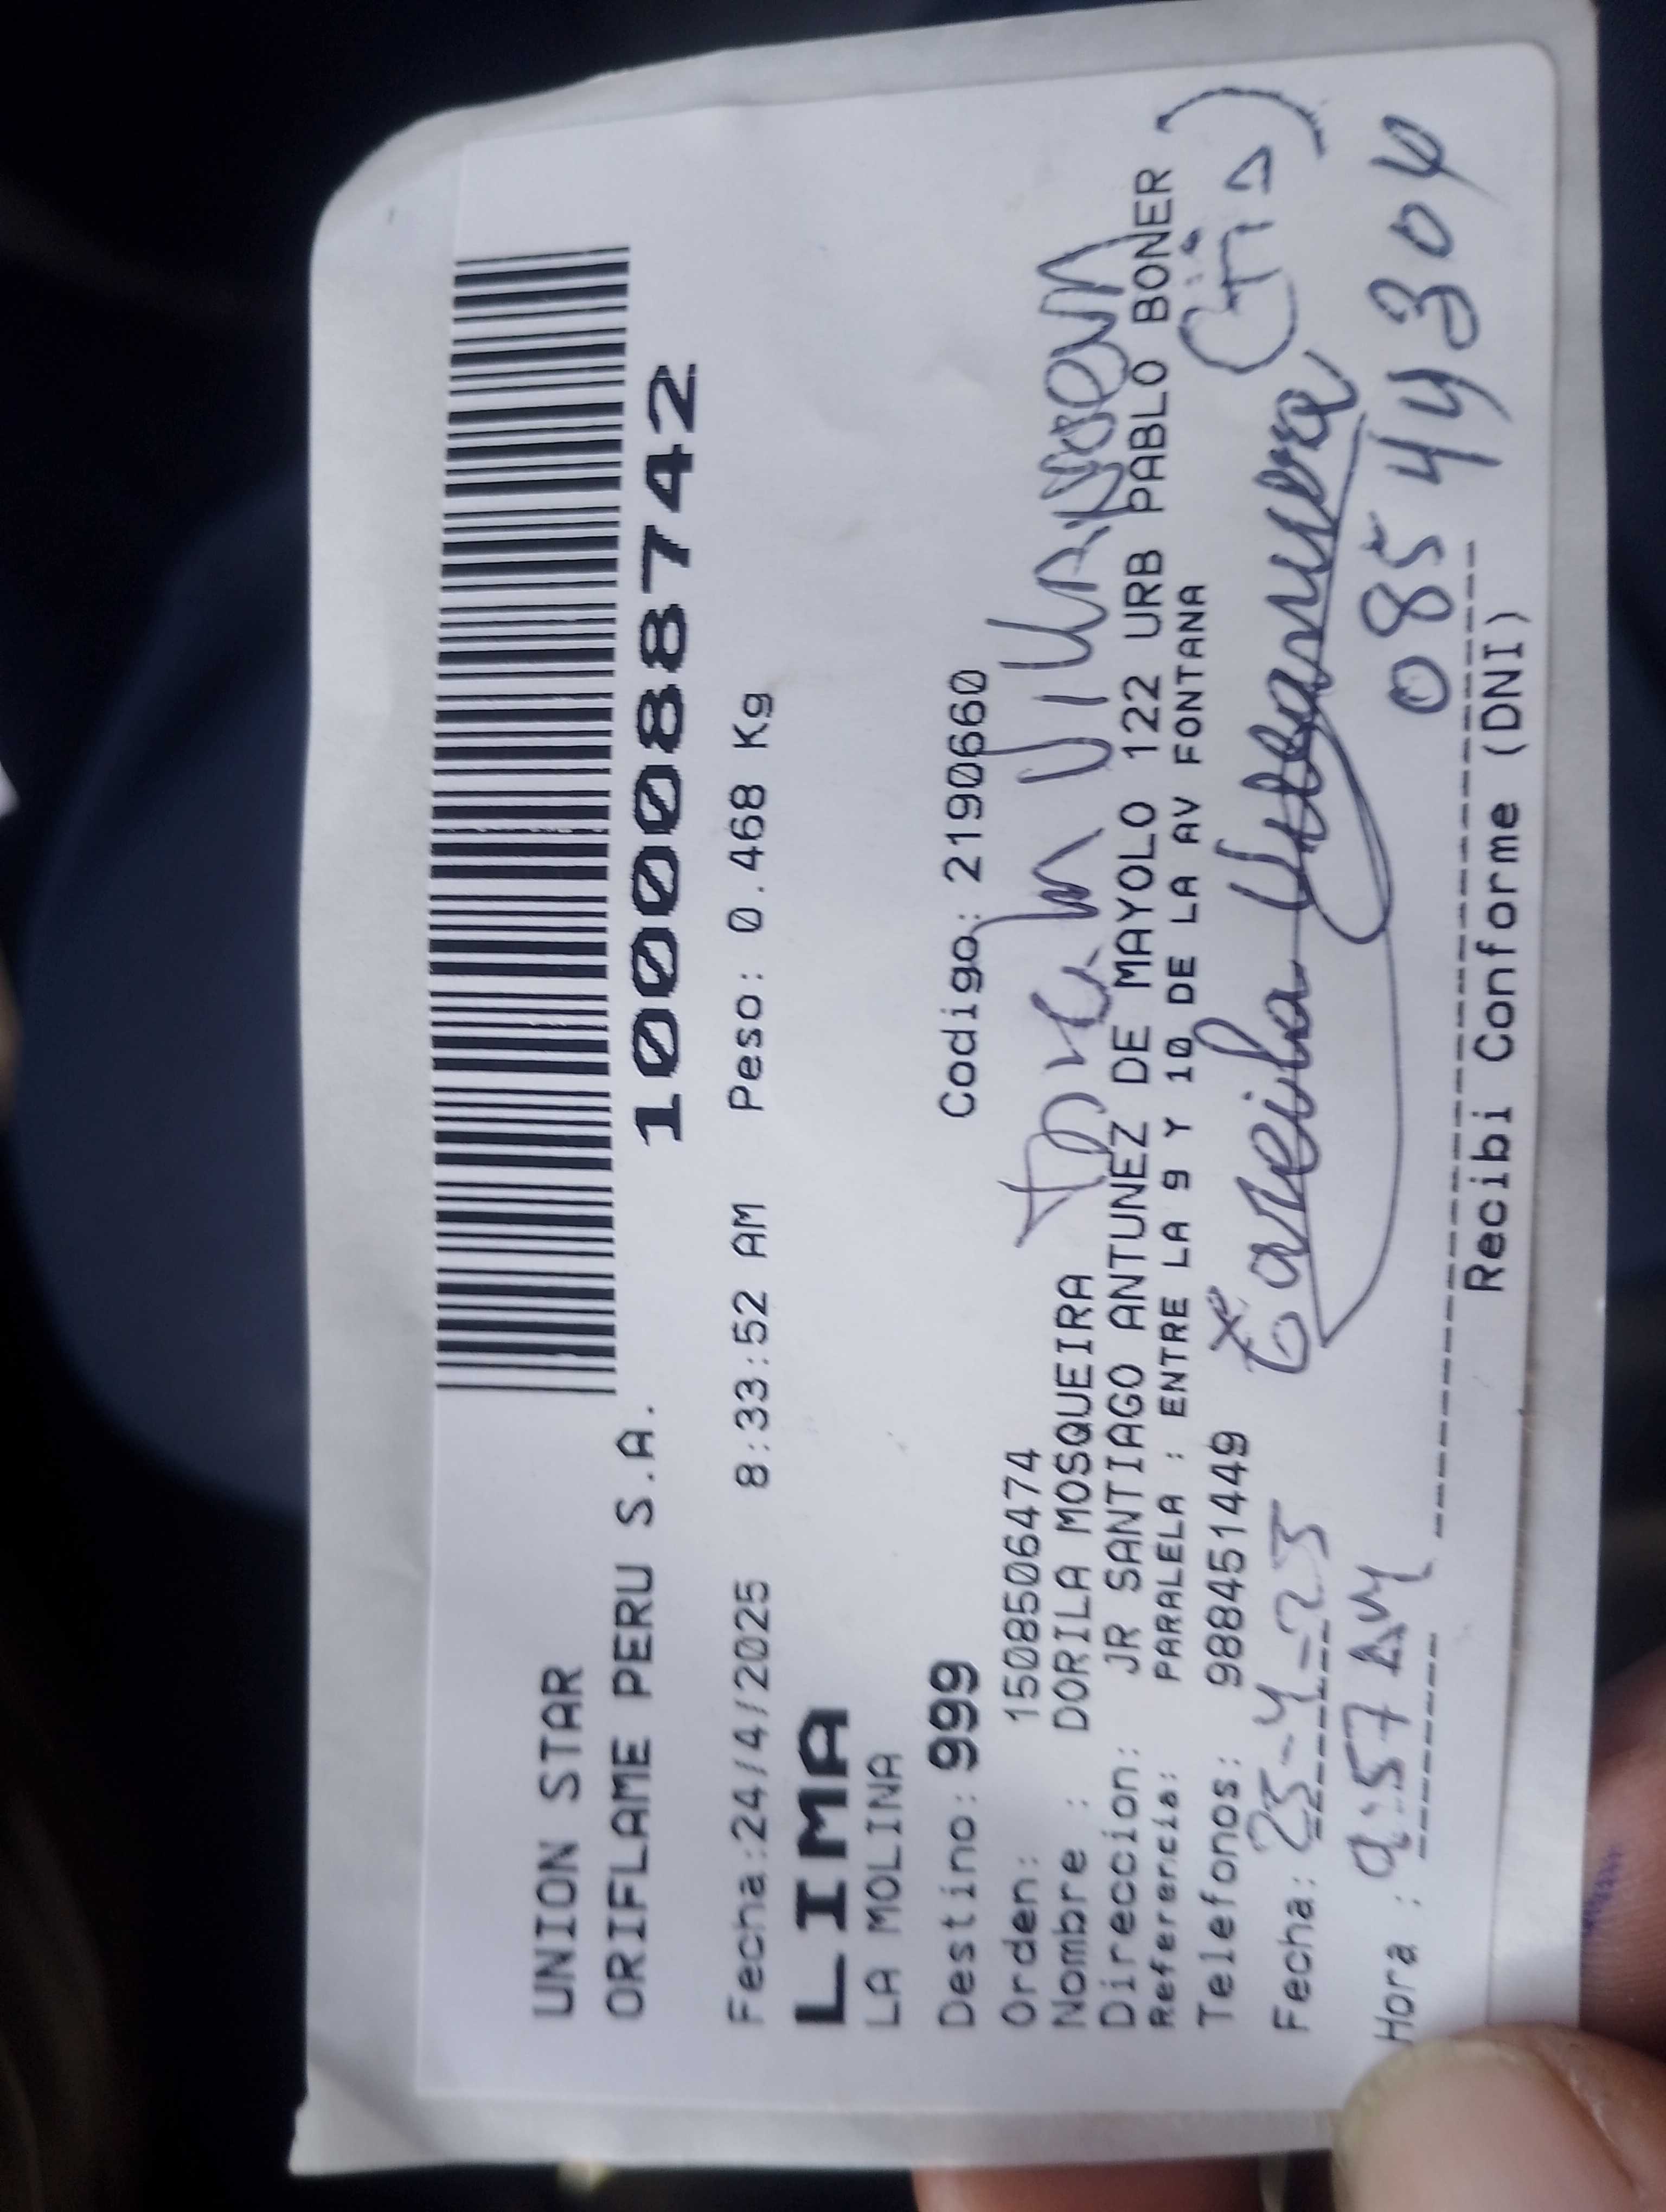 UNION STAR
ORIFLAME PERU S.A.
1000088742
Fecha:24/4/2025 8:33:52 AM Peso: 0.468 Kg
LIMA
LA MOLINA
Destino: 999 Codigo: 2190660
Orden: 1508506474
Nombre : DORILA MOSQUEIRA
Direccion: JR SANTIAGO ANTUNEZ DE MAYOLO 122 URB PABLO BONER
Referencia: PARALELA : ENTRE LA 9 Y 10 DE LA AV FONTANA
Telefonos: 988451449
(Tía)
Fecha: 25-4-25
Hora : 9:57 AM
08544304
Recibi Conforme (DNI)